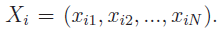 X_i = (x_{i1}, x_{i2}, ..., x_{iN}).